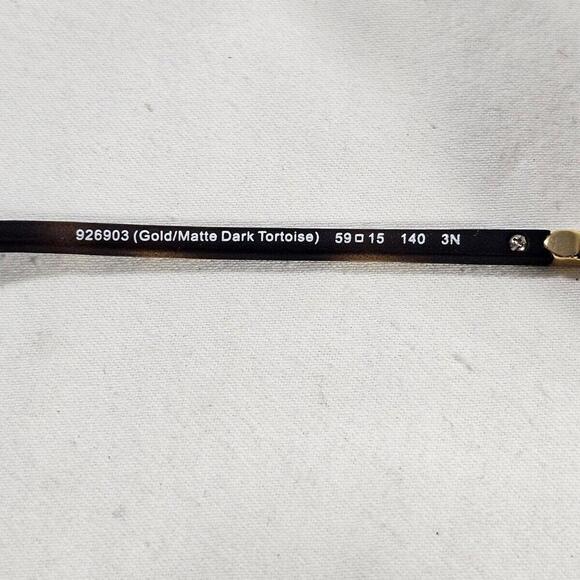 926903 (Gold/Matte Dark Tortoise) 59□15 140 3N